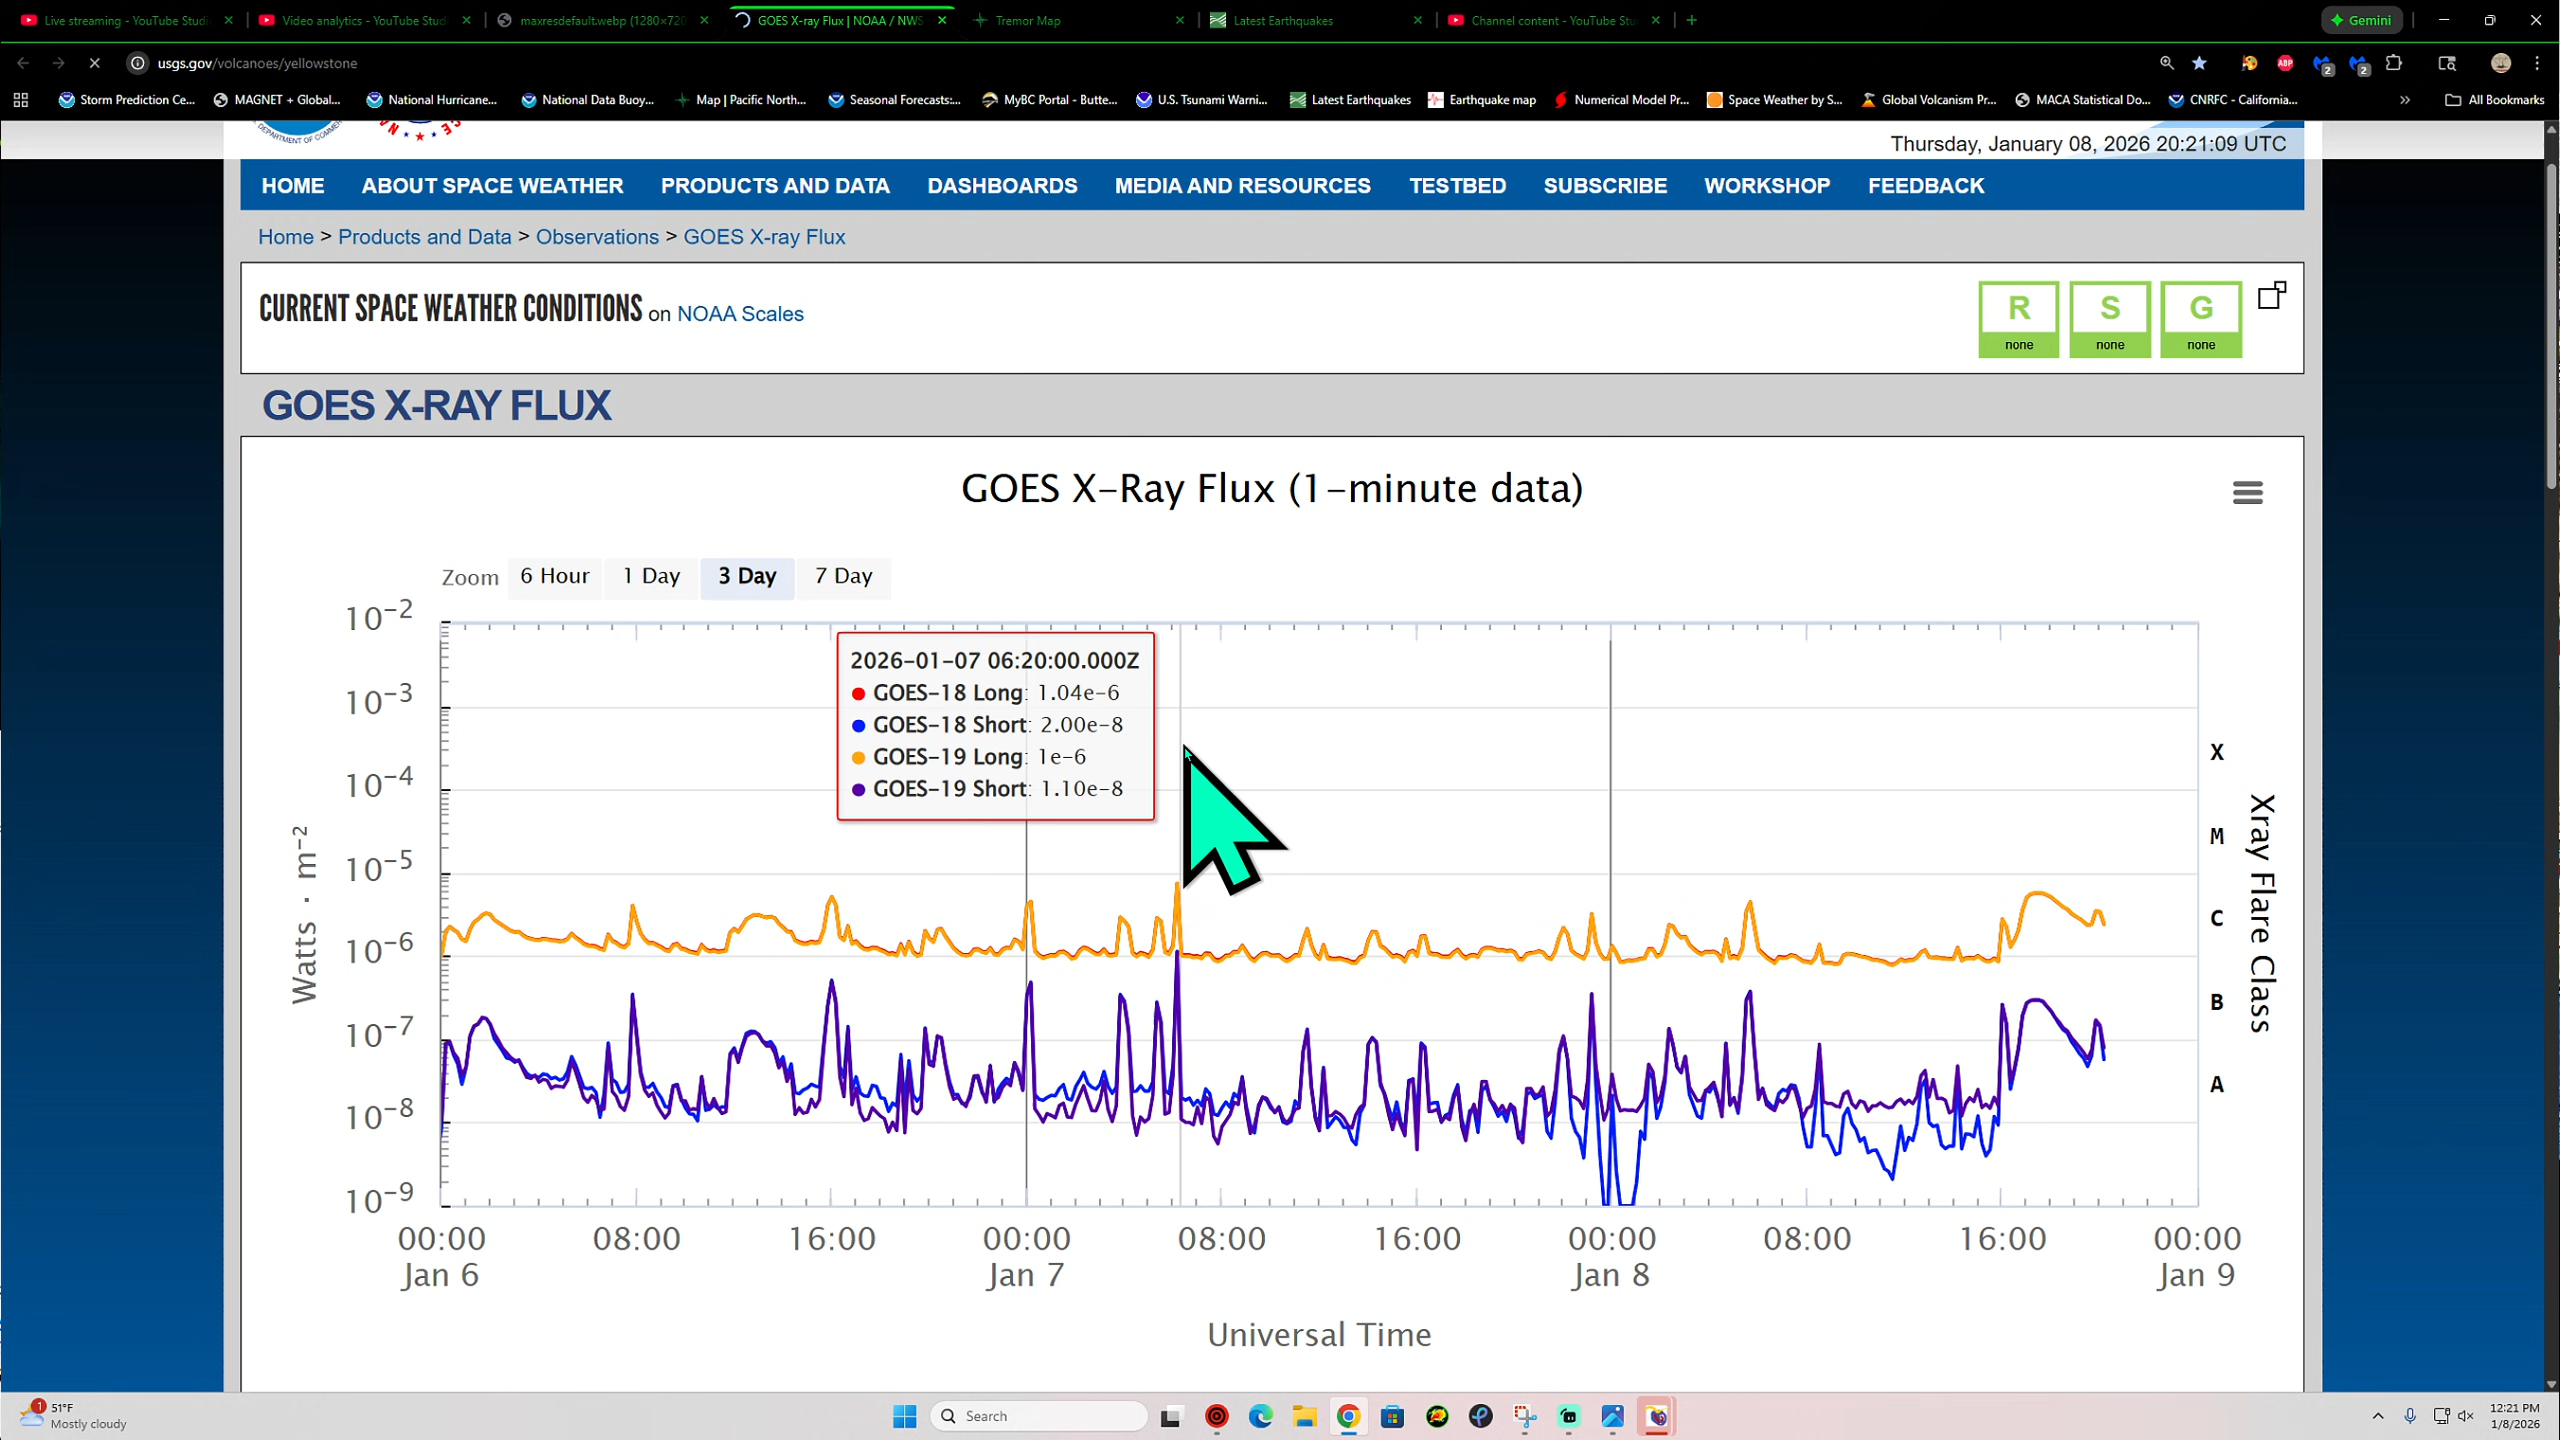 Live streaming - YouTube Studi
Video analytics - YouTube Stud
maxresdefault.webp (1280×720
GOES X-ray Flux | NOAA / NWS
Tremor Map
Latest Earthquakes
Channel content - YouTube Stu
Gemini
usgs.gov/volcanoes/yellowstone
ABP
2
2
Storm Prediction Ce...
MAGNET + Global...
National Hurricane...
National Data Buoy...
Map | Pacific North...
Seasonal Forecasts:...
MyBC Portal - Butte...
U.S. Tsunami Warni...
Latest Earthquakes
Earthquake map
Numerical Model Pr...
Space Weather by S...
Global Volcanism Pr...
MACA Statistical Do...
CNRFC - California...
All Bookmarks
Thursday, January 08, 2026 20:21:09 UTC
HOME ABOUT SPACE WEATHER PRODUCTS AND DATA DASHBOARDS MEDIA AND RESOURCES TESTBED SUBSCRIBE WORKSHOP FEEDBACK
Home > Products and Data > Observations > GOES X-ray Flux
CURRENT SPACE WEATHER CONDITIONS on NOAA Scales
R S G
none none none
GOES X-RAY FLUX
GOES X-Ray Flux (1-minute data)
Zoom 6 Hour 1 Day 3 Day 7 Day
10⁻²
10⁻³
10⁻⁴
10⁻⁵
10⁻⁶
10⁻⁷
10⁻⁸
10⁻⁹
Watts · m⁻²
2026-01-07 06:20:00.000Z
GOES-18 Long: 1.04e-6
GOES-18 Short: 2.00e-8
GOES-19 Long: 1e-6
GOES-19 Short: 1.10e-8
X
M
C
B
A
Xray Flare Class
00:00 08:00 16:00 00:00 08:00 16:00 00:00 08:00 16:00 00:00
Jan 6 Jan 7 Jan 8 Jan 9
Universal Time
1
51°F
Mostly cloudy
Search
12:21 PM
1/8/2026